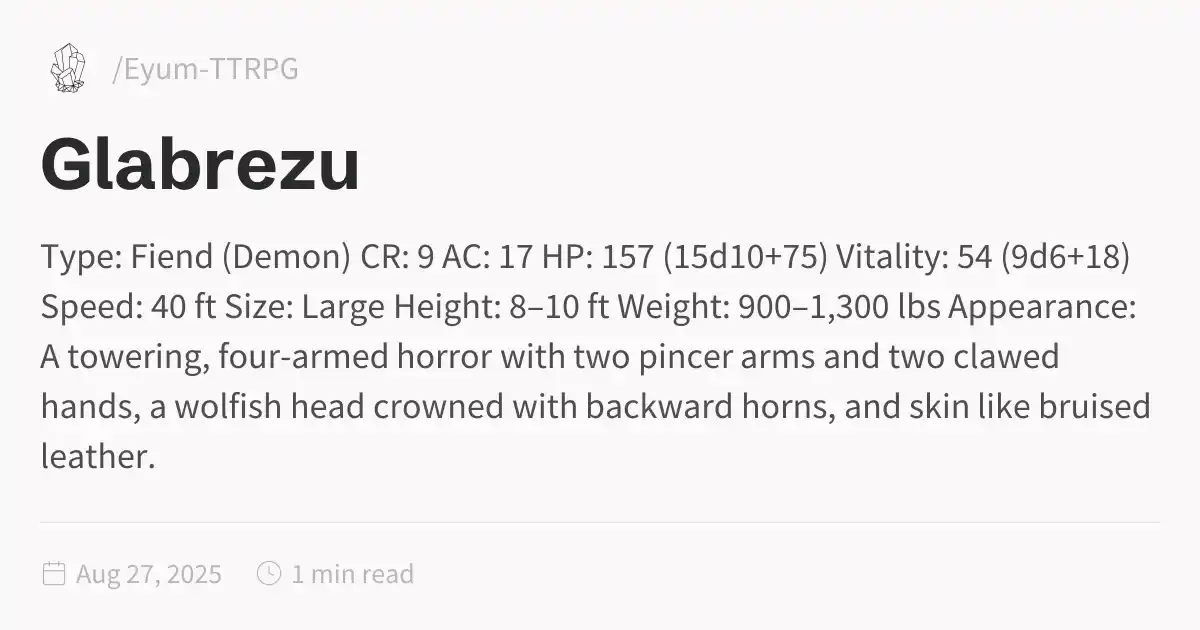 /Eyum-TTRPG
Glabrezu
Type: Fiend (Demon) CR: 9 AC: 17 HP: 157 (15d10+75) Vitality: 54 (9d6+18)
Speed: 40 ft Size: Large Height: 8–10 ft Weight: 900–1,300 lbs Appearance:
A towering, four-armed horror with two pincer arms and two clawed
hands, a wolfish head crowned with backward horns, and skin like bruised
leather.
Aug 27, 2025 1 min read